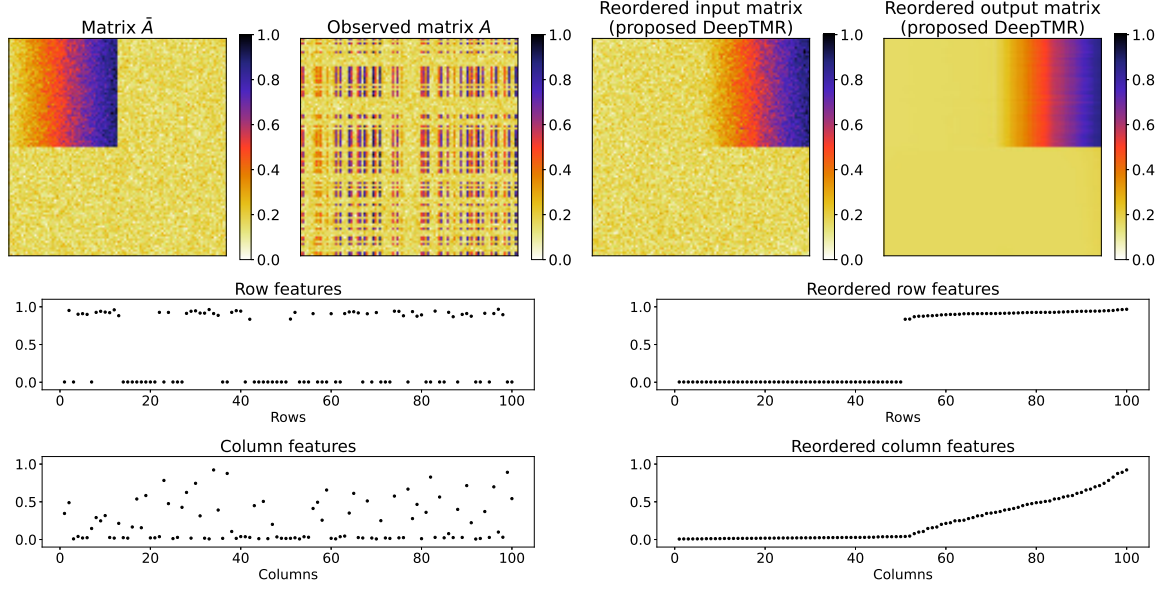 Matrix Ā
Observed matrix A
Reordered input matrix
(proposed DeepTMR)
Reordered output matrix
(proposed DeepTMR)
1.0
0.8
0.6
0.4
0.2
0.0
1.0
0.8
0.6
0.4
0.2
0.0
1.0
0.8
0.6
0.4
0.2
0.0
1.0
0.8
0.6
0.4
0.2
0.0
Row features
1.0
0.5
0.0
0 20 40 60 80 100
Rows
Reordered row features
1.0
0.5
0.0
0 20 40 60 80 100
Rows
Column features
1.0
0.5
0.0
0 20 40 60 80 100
Columns
Reordered column features
1.0
0.5
0.0
0 20 40 60 80 100
Columns